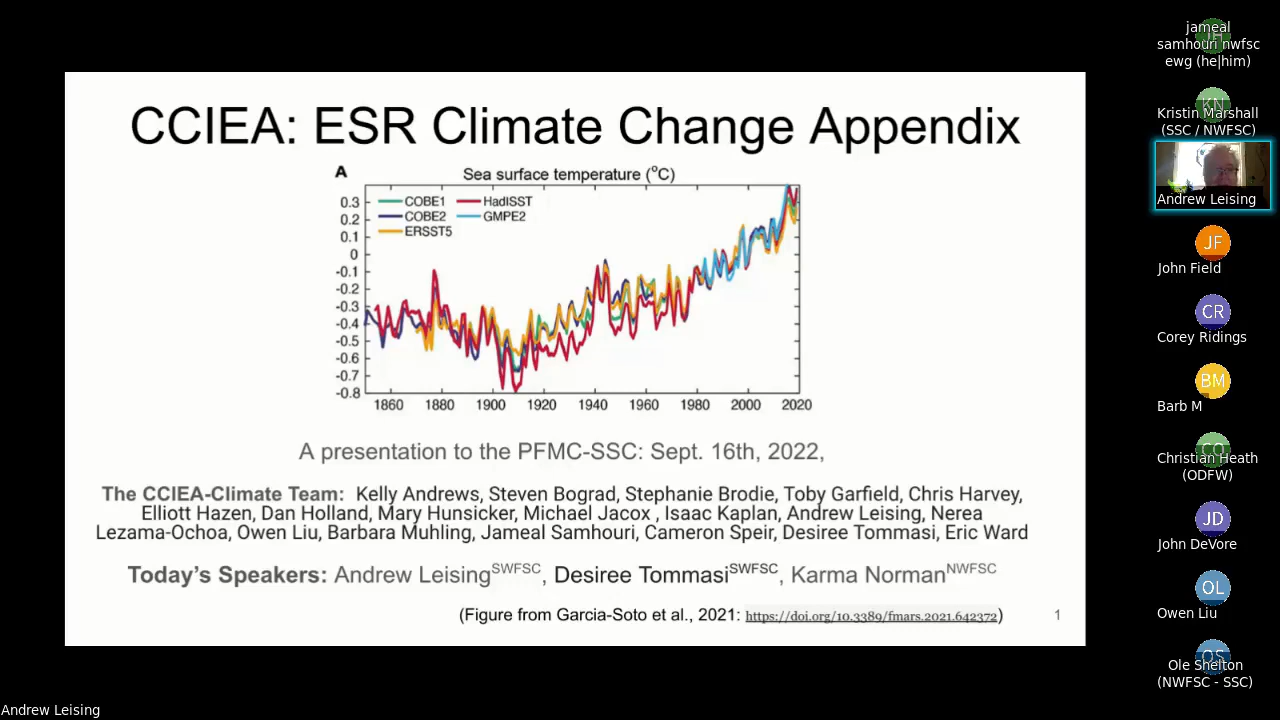 CCIEA: ESR Climate Change Appendix
A
Sea surface temperature (°C)
COBE1
HadISST
COBE2
GMPE2
ERSST5
0.3
0.2
0.1
0
-0.1
-0.2
-0.3
-0.4
-0.5
-0.6
-0.7
-0.8
1860 1880 1900 1920 1940 1960 1980 2000 2020
A presentation to the PFMC-SSC: Sept. 16th, 2022,
The CCIEA-Climate Team: Kelly Andrews, Steven Bograd, Stephanie Brodie, Toby Garfield, Chris Harvey,
Elliott Hazen, Dan Holland, Mary Hunsicker, Michael Jacox , Isaac Kaplan, Andrew Leising, Nerea
Lezama-Ochoa, Owen Liu, Barbara Muhling, Jameal Samhouri, Cameron Speir, Desiree Tommasi, Eric Ward
Today's Speakers: Andrew Leising SWFSC, Desiree Tommasi SWFSC, Karma Norman NWFSC
(Figure from Garcia-Soto et al., 2021: https://doi.org/10.3389/fmars.2021.642372)
1
Andrew Leising
JH
jameal
samhouri nwfsc
ewg (he|him)
KN
Kristin Marshall
(SSC / NWFSC)
Andrew Leising
JF
John Field
CR
Corey Ridings
BM
Barb M
CO
Christian Heath
(ODFW)
JD
John DeVore
OL
Owen Liu
OS
Ole Shelton
(NWFSC - SSC)